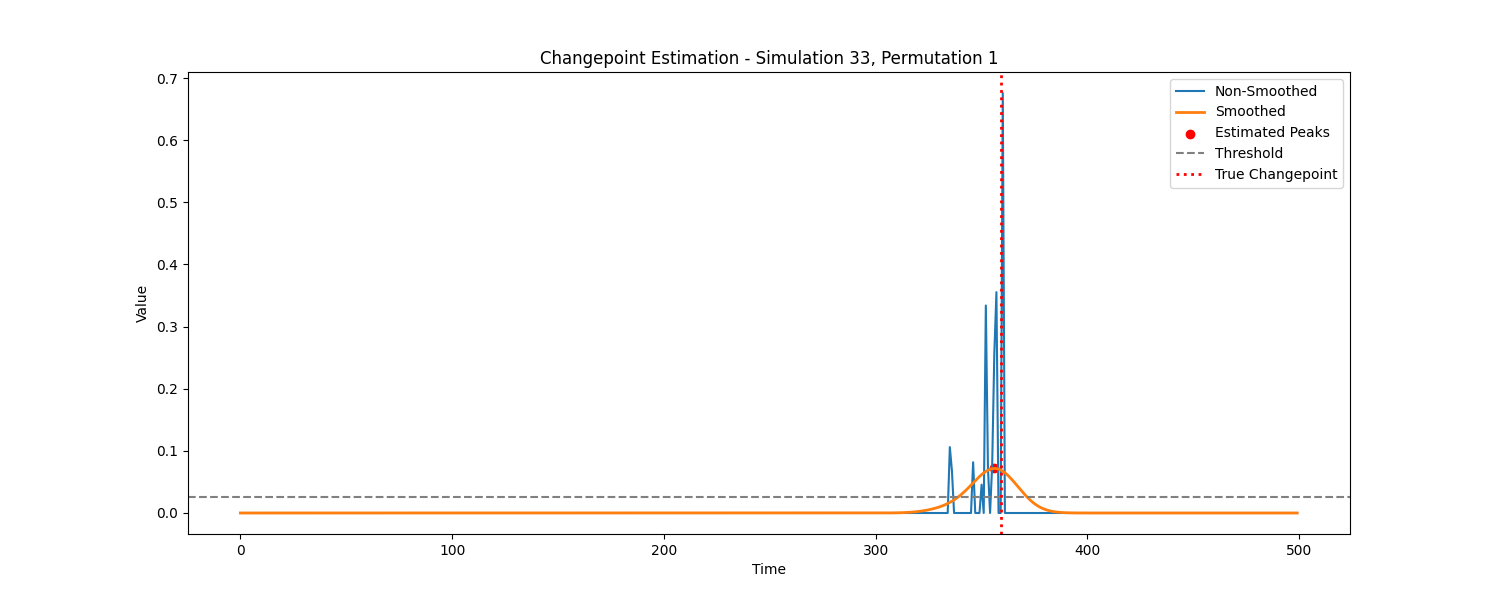 Changepoint Estimation - Simulation 33, Permutation 1
0.7
0.6
0.5
0.4
0.3
0.2
0.1
0.0
Value
Non-Smoothed
Smoothed
Estimated Peaks
Threshold
True Changepoint
0 100 200 300 400 500
Time